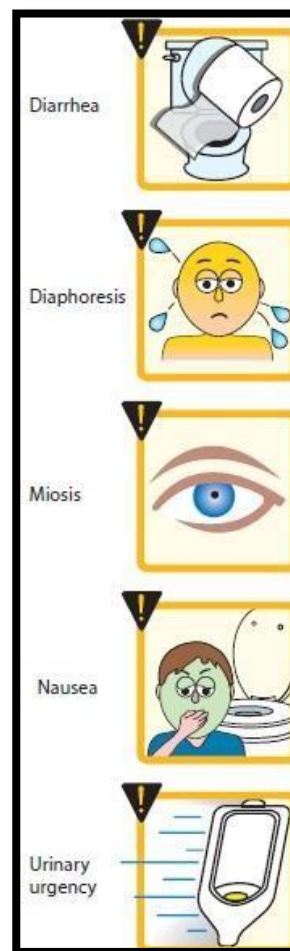 Diarrhea
Diaphoresis
Miosis
Nausea
Urinary
urgency